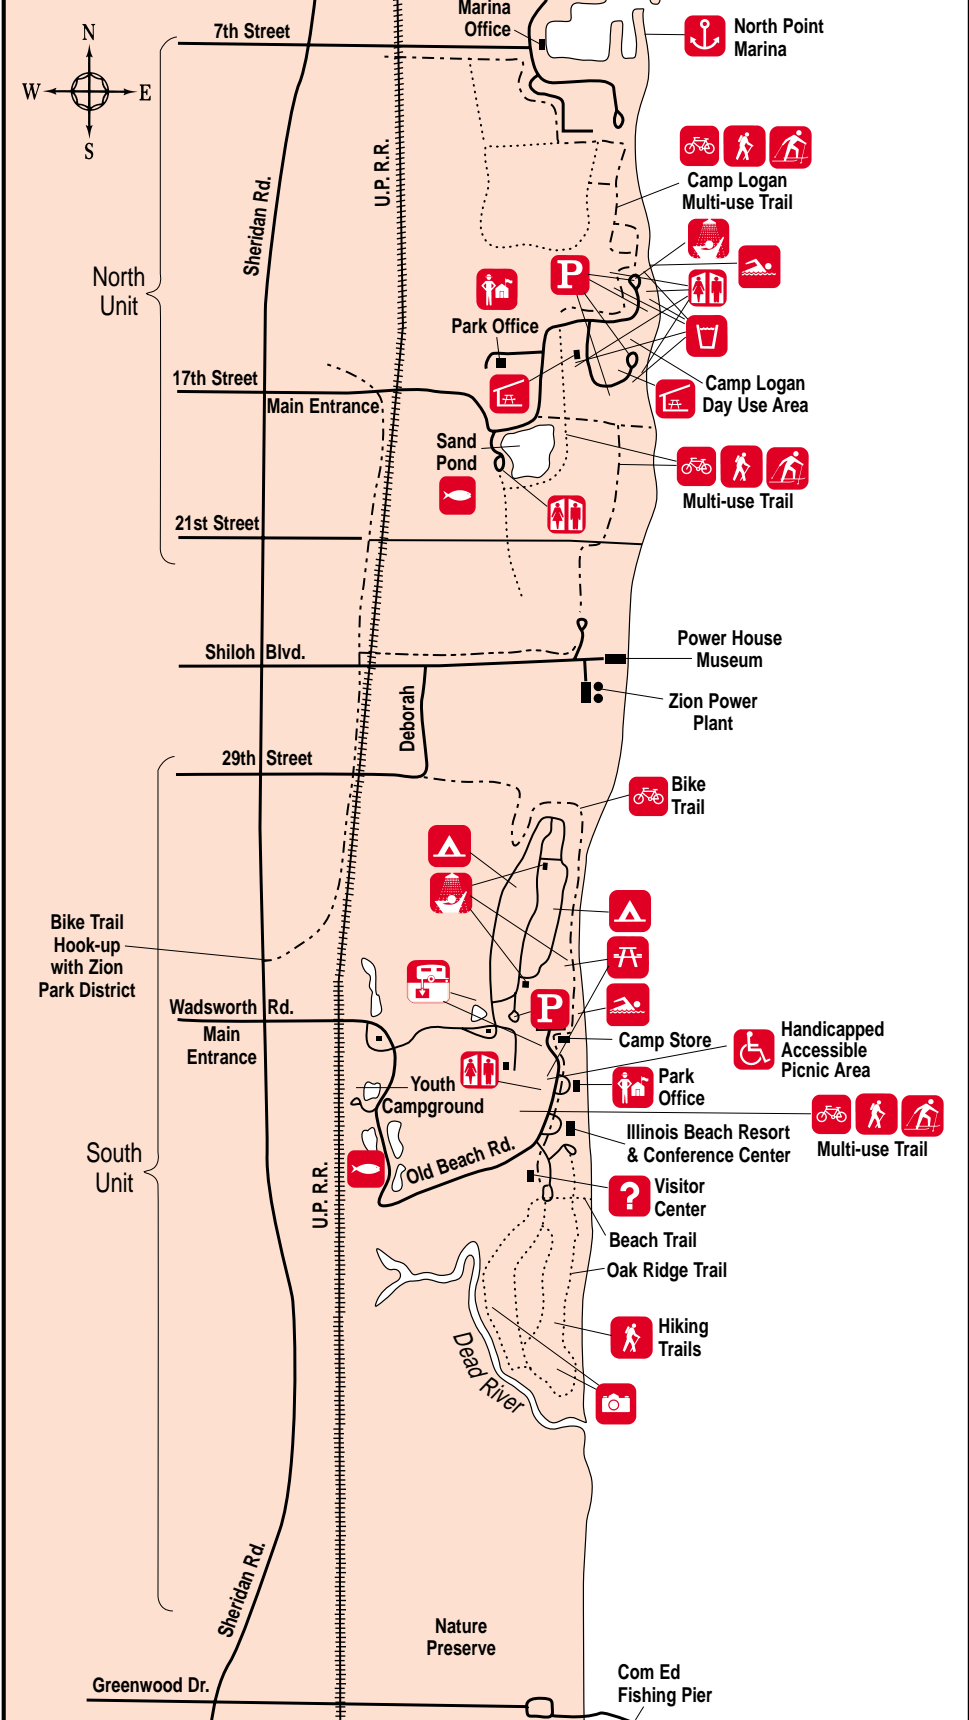 Marina
Office
7th Street
North Point
Marina
N
W
E
S
U.P. R.R.
Sheridan Rd.
Camp Logan
Multi-use Trail
North
Unit
P
Park Office
17th Street
Main Entrance
Camp Logan
Day Use Area
Sand
Pond
Multi-use Trail
21st Street
Shiloh Blvd.
Power House
Museum
Deborah
Zion Power
Plant
29th Street
Bike
Trail
Bike Trail
Hook-up
with Zion
Park District
Wadsworth Rd.
Main
Entrance
P
Camp Store
Handicapped
Accessible
Picnic Area
Youth
Campground
Park
Office
Illinois Beach Resort
& Conference Center
Multi-use Trail
South
Unit
Old Beach Rd.
U.P. R.R.
?
Visitor
Center
Beach Trail
Oak Ridge Trail
Hiking
Trails
Dead River
Sheridan Rd.
Nature
Preserve
Greenwood Dr.
Com Ed
Fishing Pier